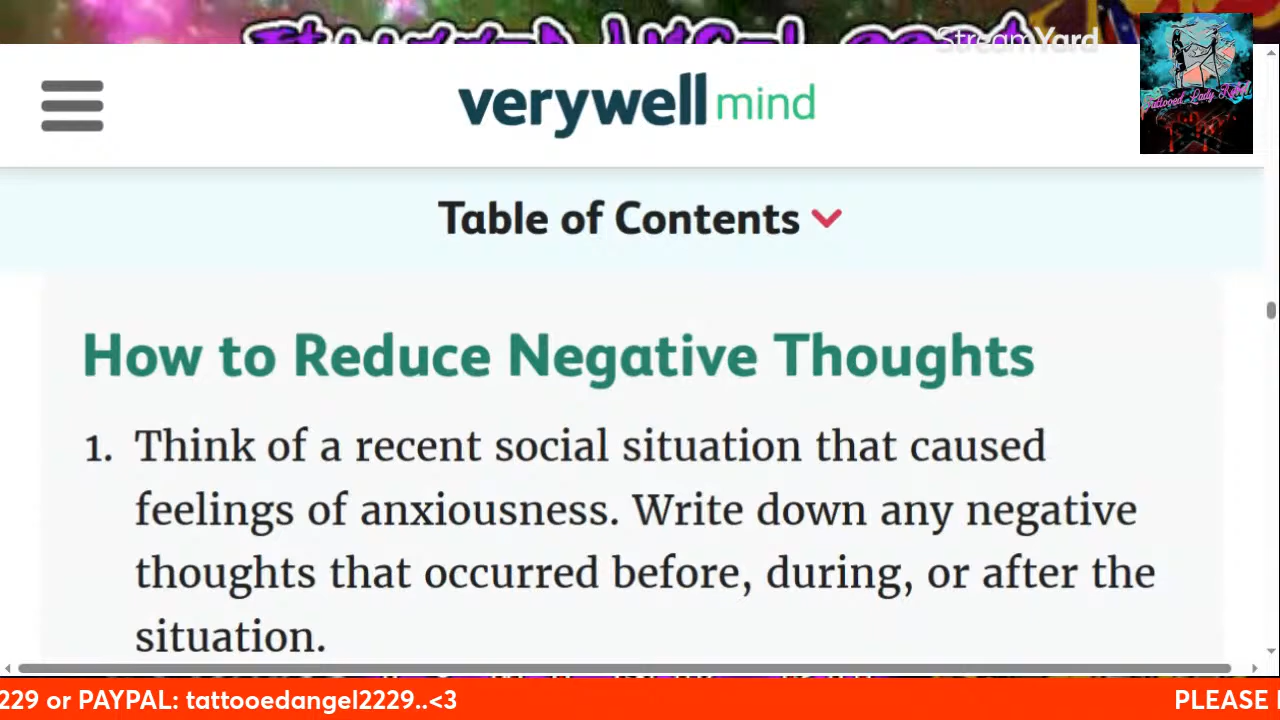 StreamYard
verywell mind
Tattooed Lady
Table of Contents
How to Reduce Negative Thoughts
1. Think of a recent social situation that caused
feelings of anxiousness. Write down any negative
thoughts that occurred before, during, or after the
situation.
229 or PAYPAL: tattooedangel2229..<3
PLEASE